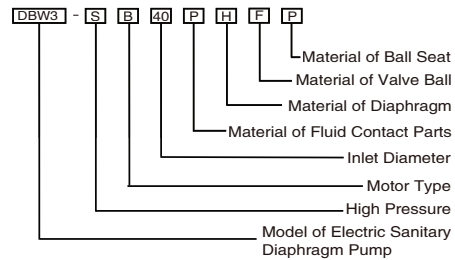 DBW3 - S B 40 P H F P
Material of Ball Seat
Material of Valve Ball
Material of Diaphragm
Material of Fluid Contact Parts
Inlet Diameter
Motor Type
High Pressure
Model of Electric Sanitary
Diaphragm Pump